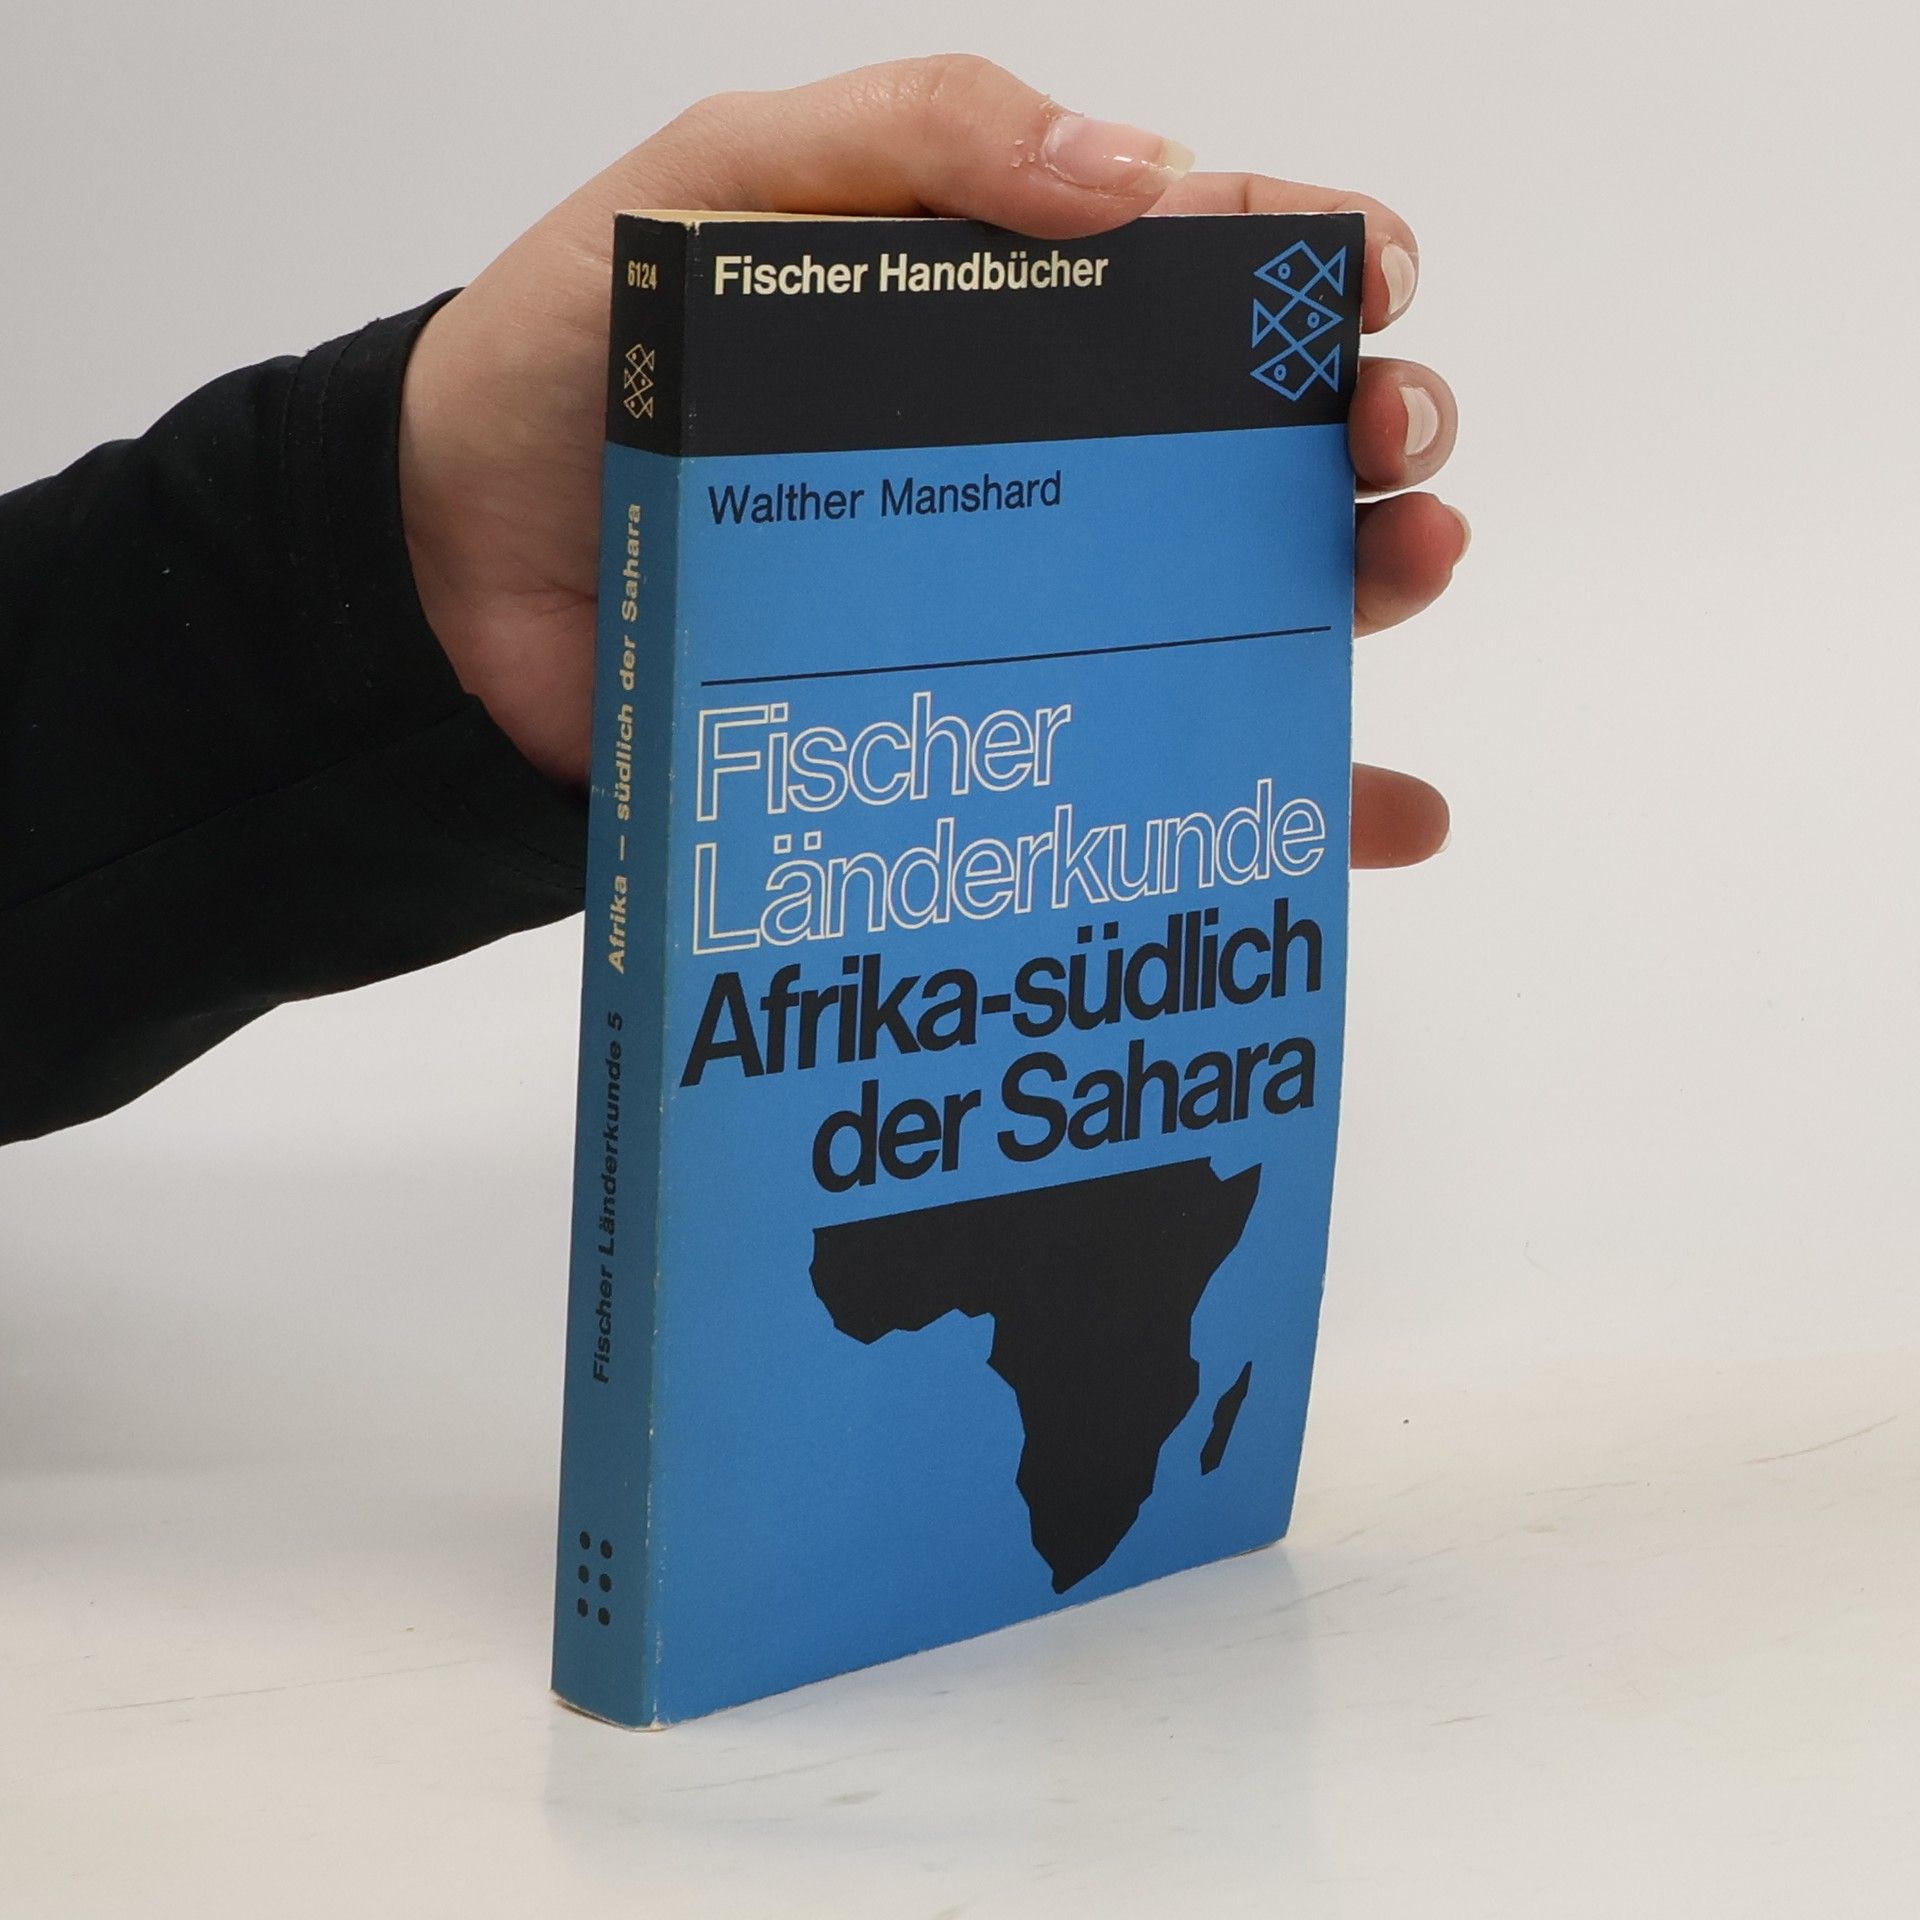 6124
Fischer Länderkunde 5 Afrika – südlich der Sahara
Fischer Handbücher
Walther Manshard
Fischer
Länderkunde
Afrika-südlich
der Sahara